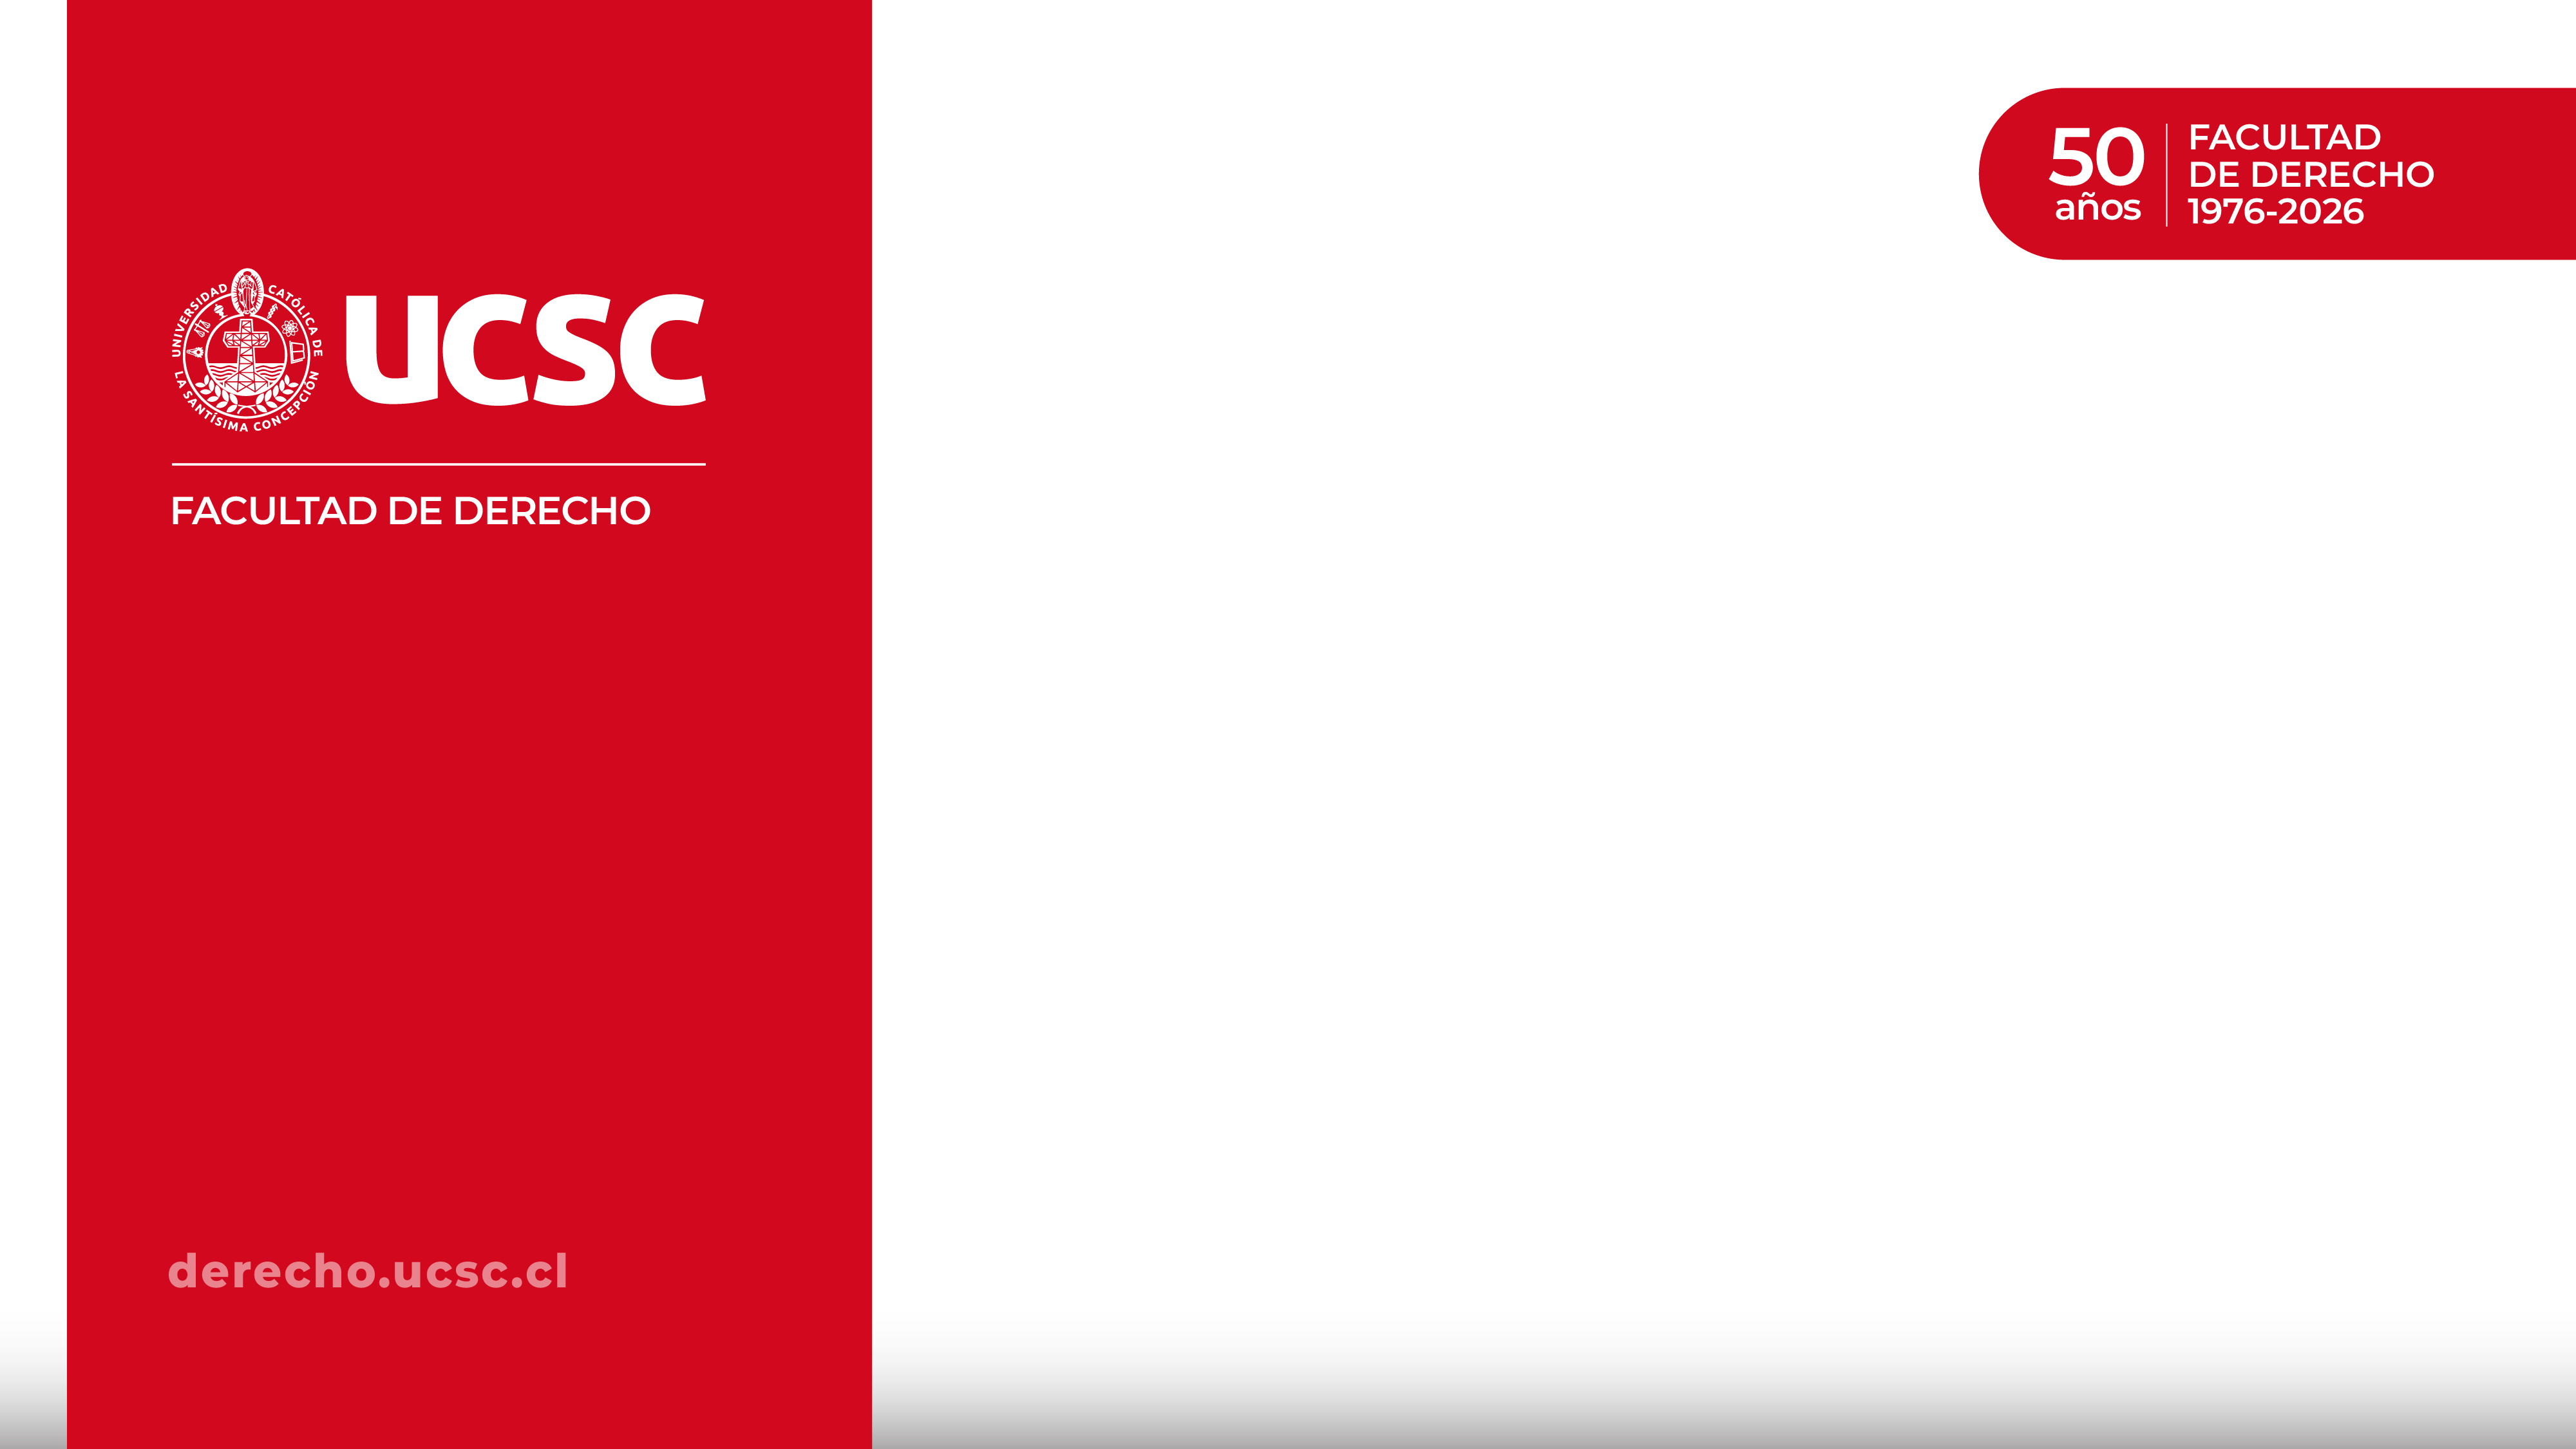 UNIVERSIDAD CATÓLICA DE
LA SANTÍSIMA CONCEPCIÓN
UCSC
FACULTAD DE DERECHO
derecho.ucsc.cl
50
años
FACULTAD
DE DERECHO
1976-2026